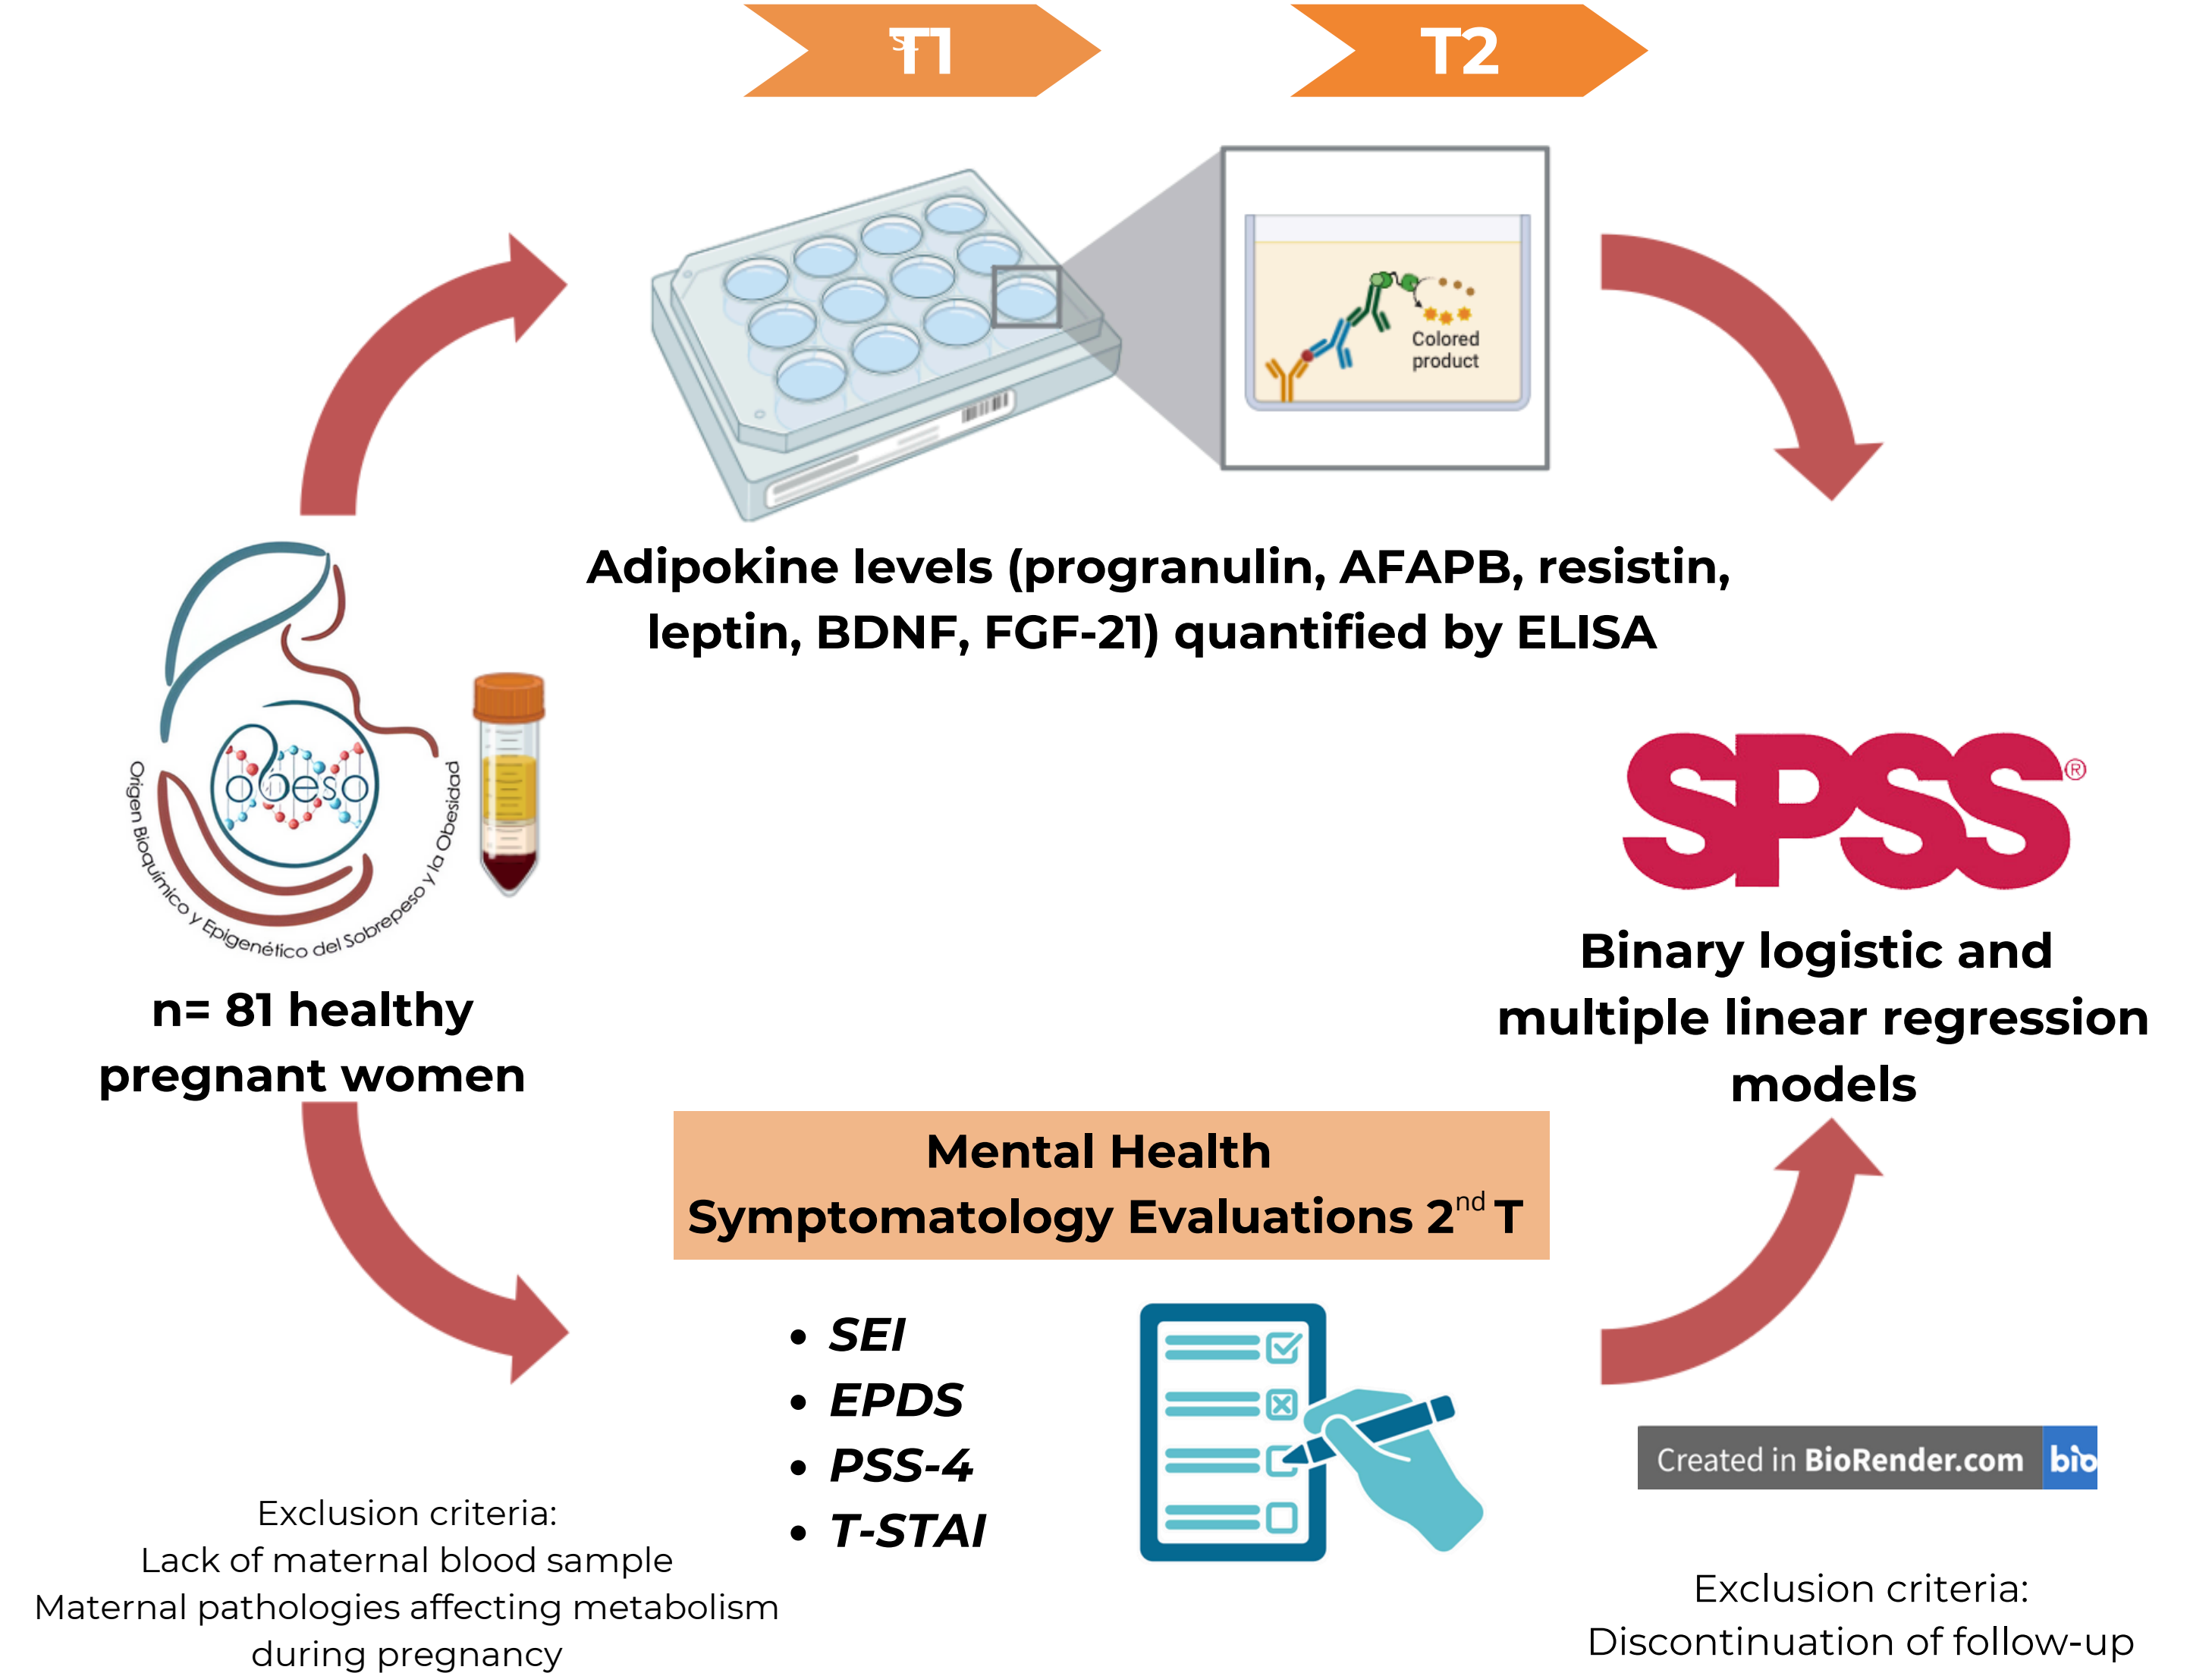 T1
T2
Colored
product
Adipokine levels (progranulin, AFAPB, resistin,
leptin, BDNF, FGF-21) quantified by ELISA
obeso
Origen Bioquímico y Epigenético del Sobrepeso y la Obesidad
n= 81 healthy
pregnant women
SPSS®
Binary logistic and
multiple linear regression
models
Mental Health
Symptomatology Evaluations 2nd T
• SEI
• EPDS
• PSS-4
• T-STAI
Created in BioRender.com bio
Exclusion criteria:
Lack of maternal blood sample
Maternal pathologies affecting metabolism
during pregnancy
Exclusion criteria:
Discontinuation of follow-up